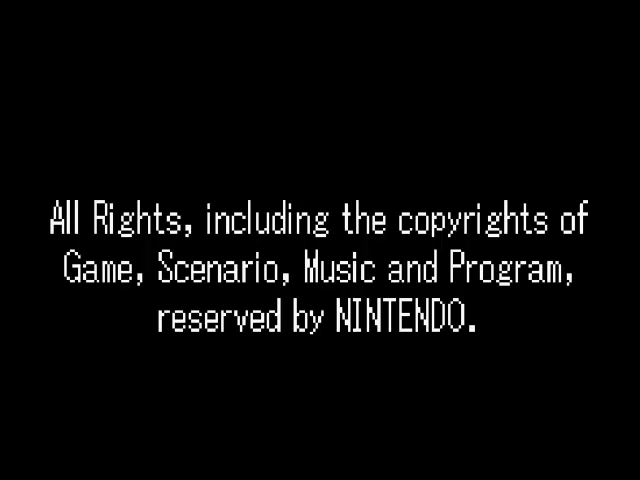 All Rights, including the copyrights of
Game, Scenario, Music and Program,
reserved by NINTENDO.